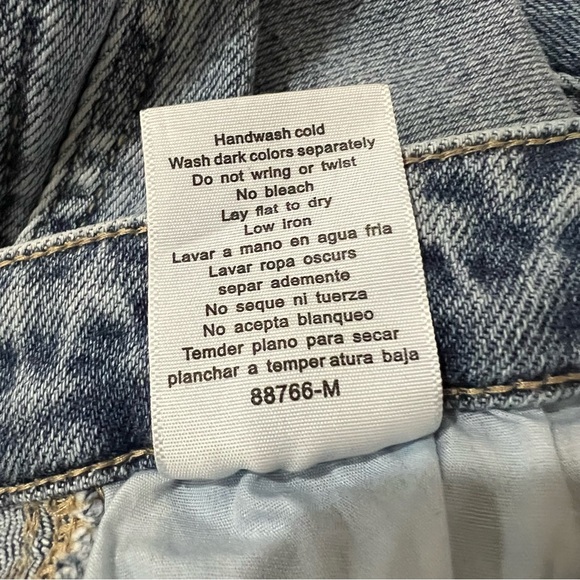 Handwash cold
Wash dark colors separately
Do not wring or twist
No bleach
Lay flat to dry
Low iron
Lavar a mano en agua fria
Lavar ropa oscurs
separ ademente
No seque ni tuerza
No acepta blanqueo
Temder plano para secar
planchar a temper atura baja
88766-M